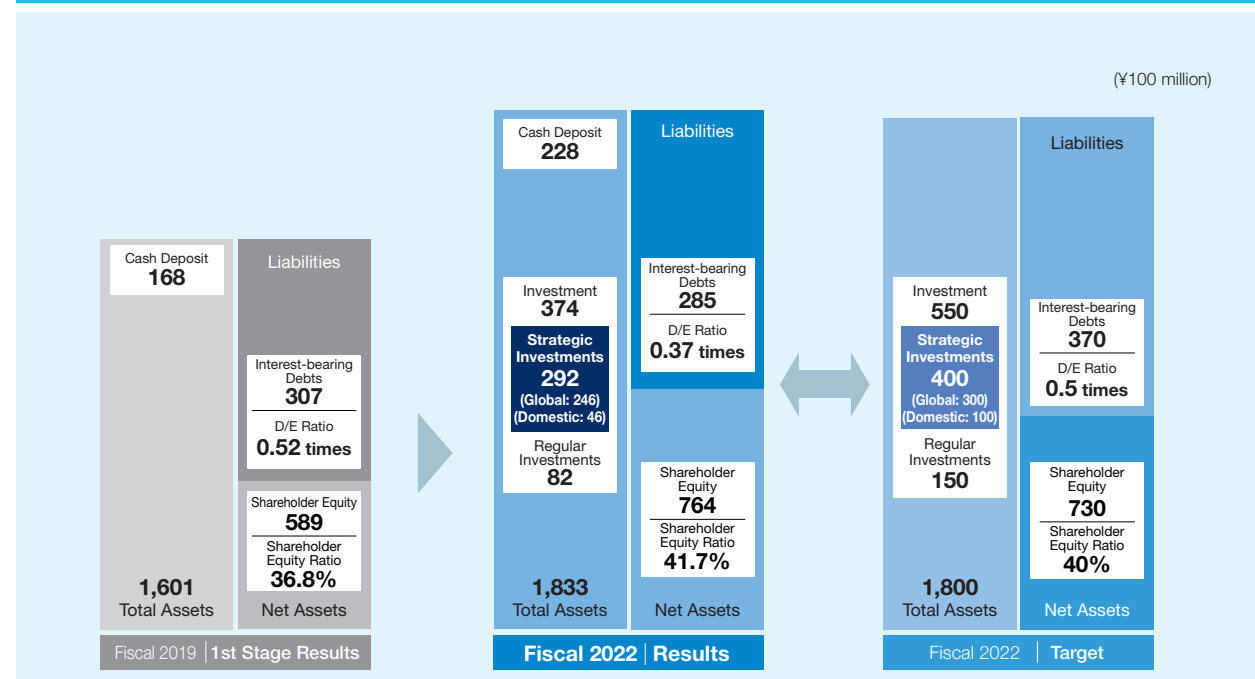 (¥100 million)
Cash Deposit
168
Liabilities
Interest-bearing
Debts
307
D/E Ratio
0.52 times
Shareholder Equity
589
Shareholder
Equity Ratio
36.8%
1,601
Total Assets
Net Assets
Fiscal 2019 | 1st Stage Results
Cash Deposit
228
Liabilities
Investment
374
Strategic
Investments
292
(Global: 246)
(Domestic: 46)
Regular
Investments
82
Interest-bearing
Debts
285
D/E Ratio
0.37 times
Shareholder
Equity
764
Shareholder
Equity Ratio
41.7%
1,833
Total Assets
Net Assets
Fiscal 2022 | Results
Liabilities
Investment
550
Strategic
Investments
400
(Global: 300)
(Domestic: 100)
Regular
Investments
150
Interest-bearing
Debts
370
D/E Ratio
0.5 times
Shareholder
Equity
730
Shareholder
Equity Ratio
40%
1,800
Total Assets
Net Assets
Fiscal 2022 | Target